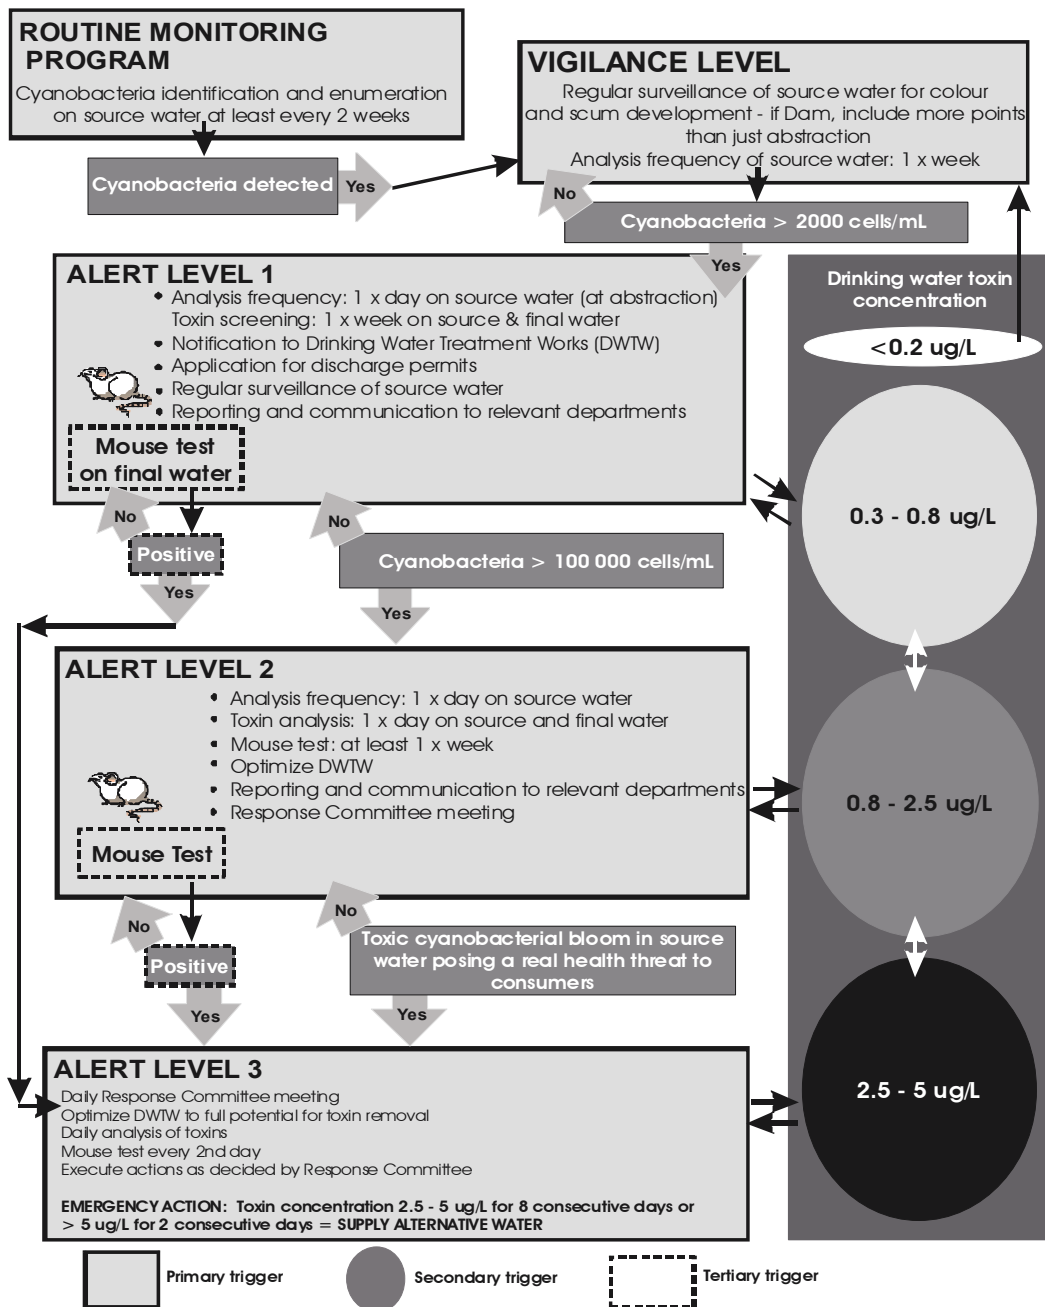 ROUTINE MONITORING
PROGRAM
Cyanobacteria identification and enumeration
on source water at least every 2 weeks
Cyanobacteria detected
Yes
VIGILANCE LEVEL
Regular surveillance of source water for colour
and scum development - if Dam, include more points
than just abstraction
Analysis frequency of source water: 1 x week
No
Cyanobacteria > 2000 cells/mL
Yes
ALERT LEVEL 1
• Analysis frequency: 1 x day on source water (at abstraction)
Toxin screening: 1 x week on source & final water
• Notification to Drinking Water Treatment Works (DWTW)
• Application for discharge permits
• Regular surveillance of source water
• Reporting and communication to relevant departments
Mouse test
on final water
No
Positive
Yes
No
Cyanobacteria > 100 000 cells/mL
Yes
ALERT LEVEL 2
• Analysis frequency: 1 x day on source water
• Toxin analysis: 1 x day on source and final water
• Mouse test: at least 1 x week
• Optimize DWTW
• Reporting and communication to relevant departments
• Response Committee meeting
Mouse Test
No
Positive
Yes
No
Toxic cyanobacterial bloom in source
water posing a real health threat to
consumers
Yes
ALERT LEVEL 3
Daily Response Committee meeting
Optimize DWTW to full potential for toxin removal
Daily analysis of toxins
Mouse test every 2nd day
Execute actions as decided by Response Committee
EMERGENCY ACTION: Toxin concentration 2.5 - 5 ug/L for 8 consecutive days or
> 5 ug/L for 2 consecutive days = SUPPLY ALTERNATIVE WATER
Drinking water toxin
concentration
<0.2 ug/L
0.3 - 0.8 ug/L
0.8 - 2.5 ug/L
2.5 - 5 ug/L
Primary trigger
Secondary trigger
Tertiary trigger